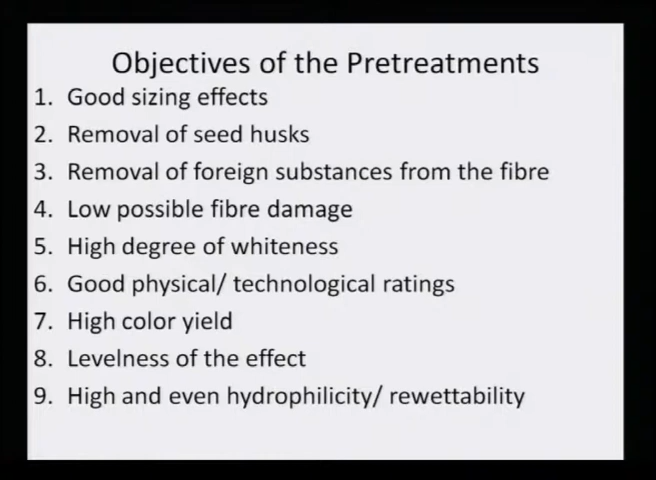 Objectives of the Pretreatments
1. Good sizing effects
2. Removal of seed husks
3. Removal of foreign substances from the fibre
4. Low possible fibre damage
5. High degree of whiteness
6. Good physical/ technological ratings
7. High color yield
8. Levelness of the effect
9. High and even hydrophilicity/ rewettability